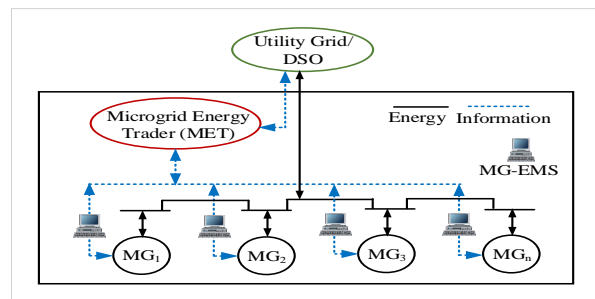 Utility Grid/
DSO
Microgrid Energy
Trader (MET)
Energy Information
MG-EMS
MG1
MG2
MG3
MGn